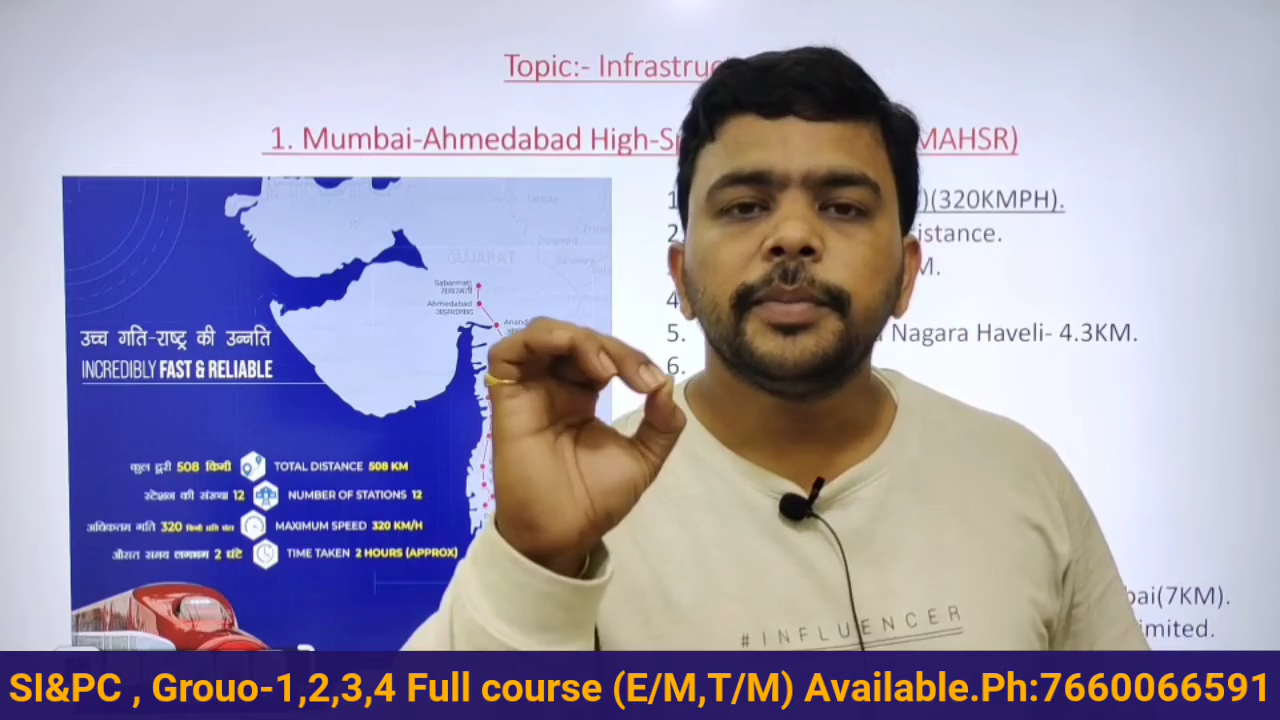 Topic:- Infrastruc
1. Mumbai-Ahmedabad High-Sp MAHSR)
1 )(320KMPH).
2 istance.
M.
4
5. Nagara Haveli- 4.3KM.
6.
bai(7KM).
imited.
GUJARAT
Sabarmati
साबरमती
Ahmedabad
अहमदाबाद
Anand
उच्च गति-राष्ट्र की उन्नति
INCREDIBLY FAST & RELIABLE
कुल दूरी 508 किमी TOTAL DISTANCE 508 KM
स्टेशन की संख्या 12 NUMBER OF STATIONS 12
अधिकतम गति 320 किमी प्रति घंटा MAXIMUM SPEED 320 KM/H
औसत समय लगभग 2 घंटे TIME TAKEN 2 HOURS (APPROX)
#INFLUENCER
SI&PC , Grouo-1,2,3,4 Full course (E/M,T/M) Available.Ph:7660066591